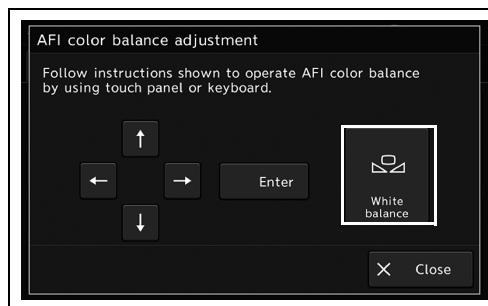 AFI color balance adjustment
Follow instructions shown to operate AFI color balance
by using touch panel or keyboard.
↑
← → Enter
↓
White
balance
× Close